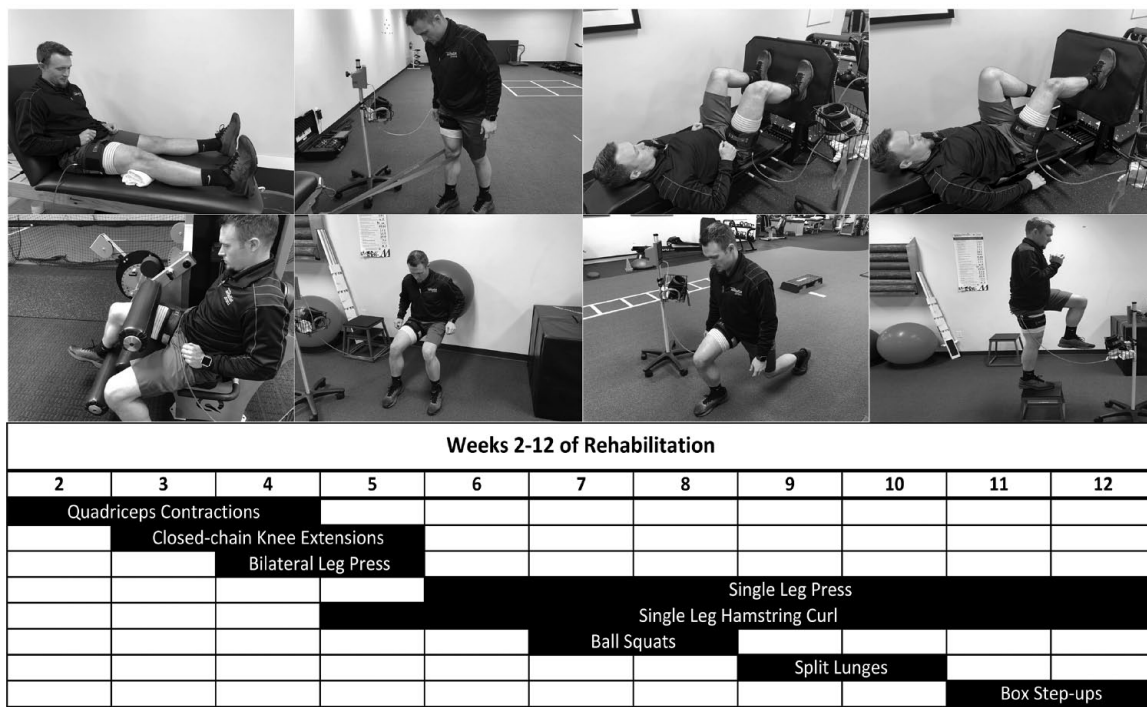 Weeks 2-12 of Rehabilitation
2 3 4 5 6 7 8 9 10 11 12
Quadriceps Contractions
Closed-chain Knee Extensions
Bilateral Leg Press
Single Leg Press
Single Leg Hamstring Curl
Ball Squats
Split Lunges
Box Step-ups